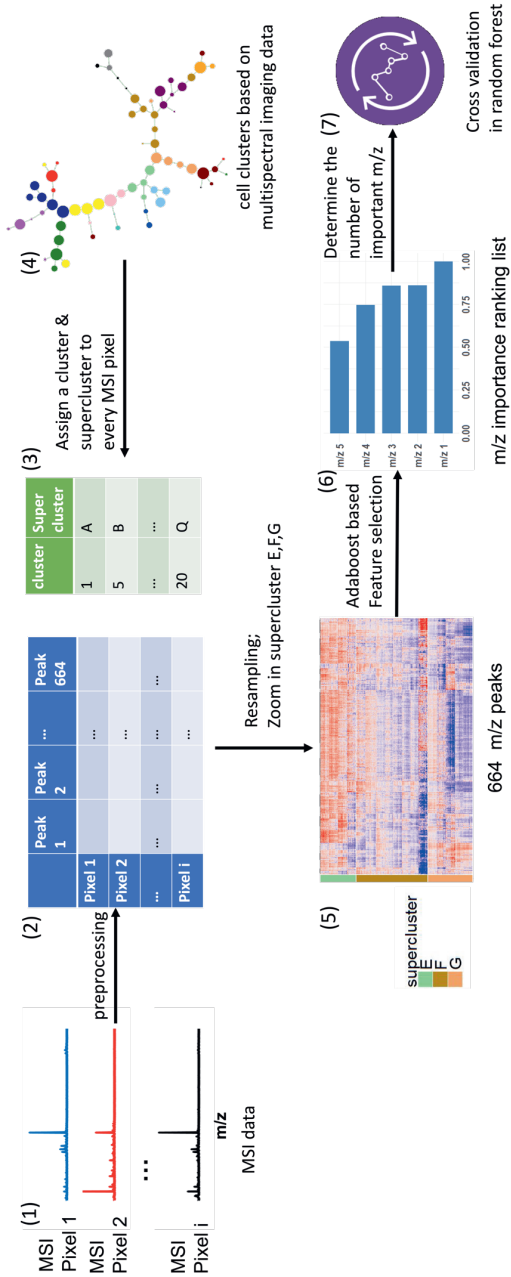 (1)
MSI
Pixel 1
MSI
Pixel 2
...
MSI
Pixel i
m/z
MSI data
preprocessing
(2)
Peak 1
Peak 2
...
Peak 664
Pixel 1
...
Pixel 2
...
...
...
...
...
Pixel i
...
(3)
cluster
Super cluster
1
A
5
B
...
...
20
Q
Assign a cluster &
supercluster to
every MSI pixel
(4)
cell clusters based on
multispectral imaging data
Resampling;
Zoom in supercluster E,F,G
(5)
supercluster
E
F
G
664 m/z peaks
Adaboost based
Feature selection
(6)
m/z 5
m/z 4
m/z 3
m/z 2
m/z 1
0.00
0.25
0.50
0.75
1.00
m/z importance ranking list
Determine the
number of
important m/z
(7)
Cross validation
in random forest